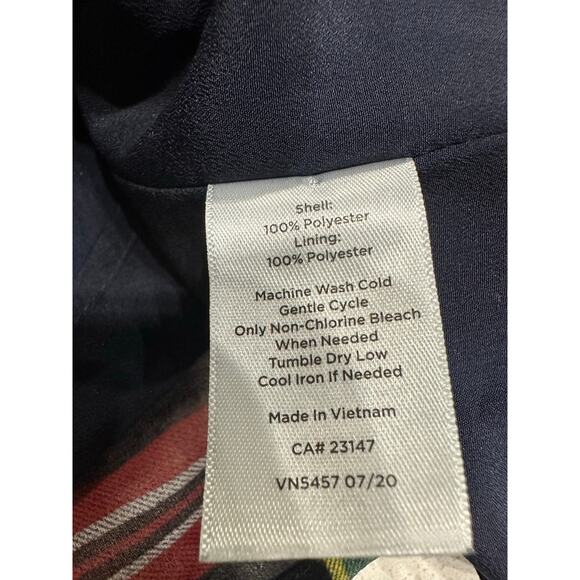 Shell:
100% Polyester
Lining:
100% Polyester
Machine Wash Cold
Gentle Cycle
Only Non-Chlorine Bleach
When Needed
Tumble Dry Low
Cool Iron If Needed
Made In Vietnam
CA# 23147
VN5457 07/20